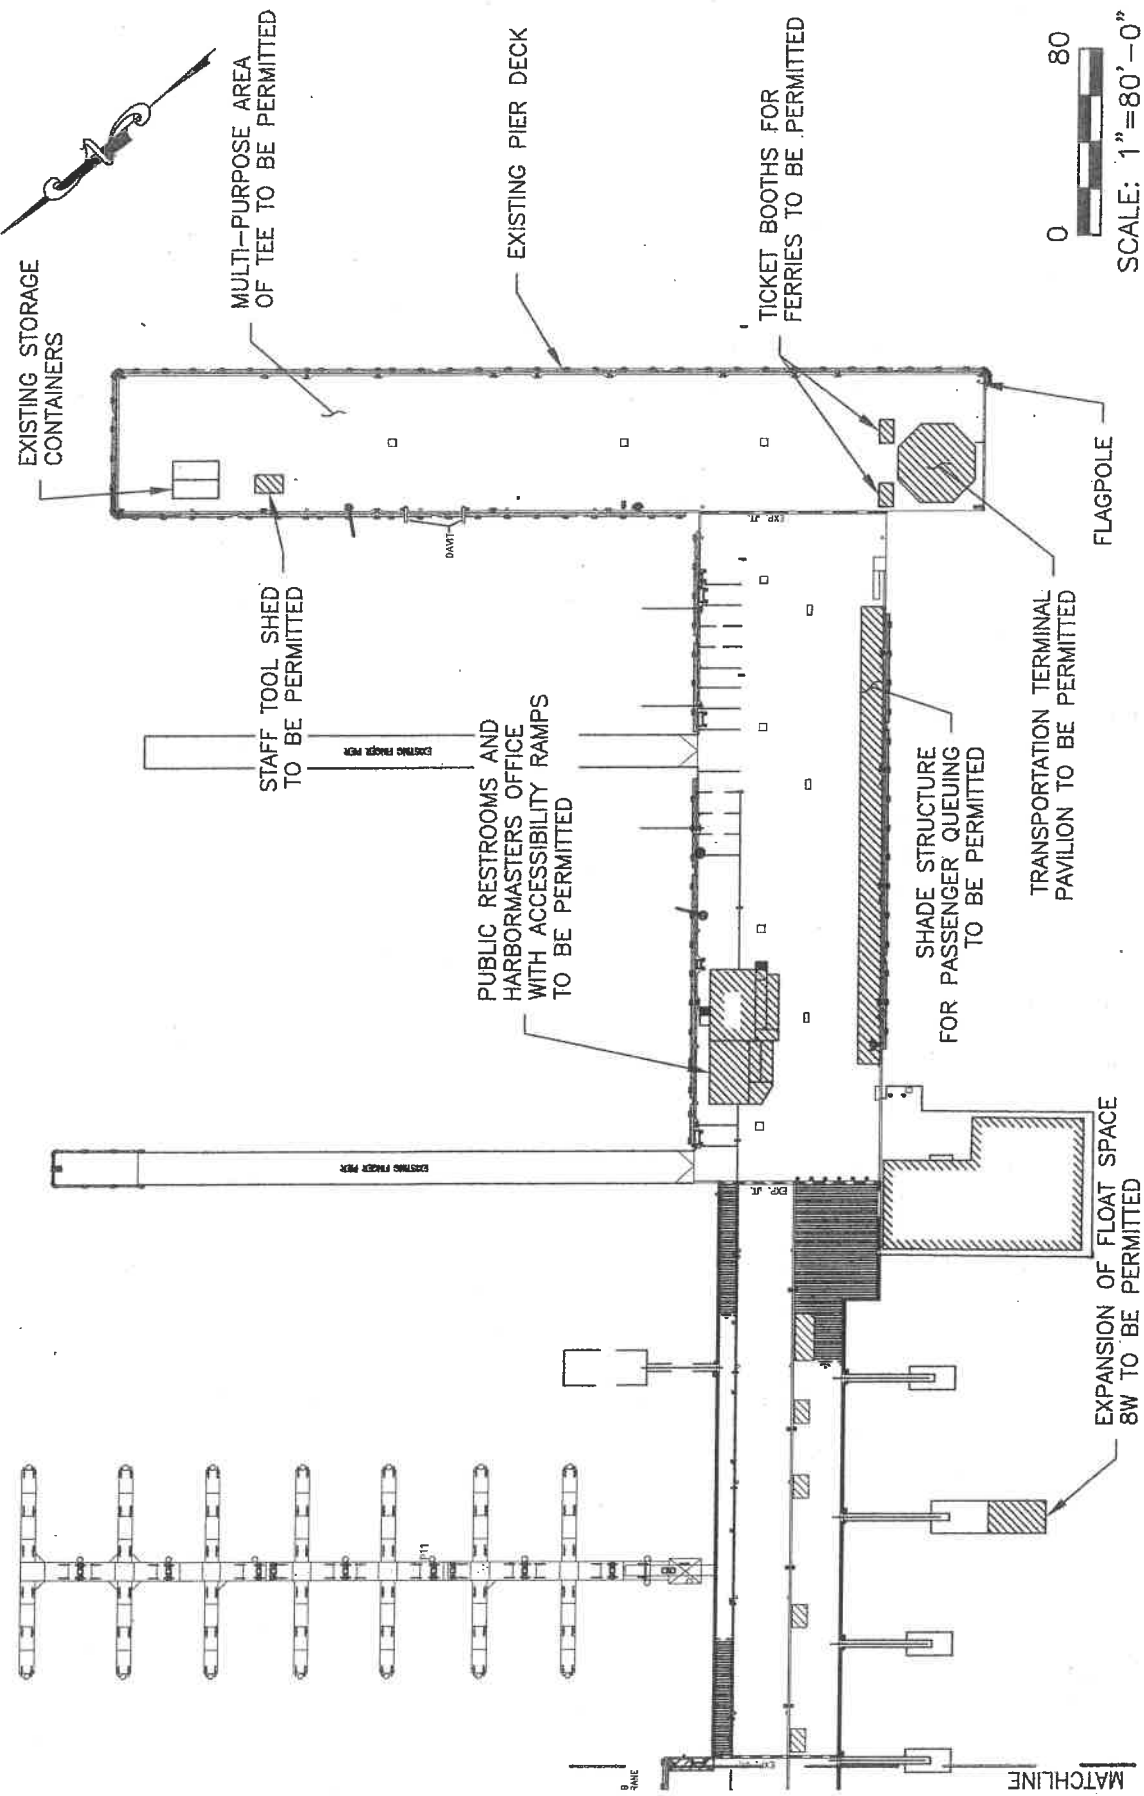 EXISTING STORAGE
CONTAINERS
MULTI-PURPOSE AREA
OF TEE TO BE PERMITTED
EXISTING PIER DECK
TICKET BOOTHS FOR
FERRIES TO BE PERMITTED
0 80
SCALE: 1"=80'-0"
STAFF TOOL SHED
TO BE PERMITTED
DAVIT
EXP. JT.
FLAGPOLE
EXISTING FINGER PIER
PUBLIC RESTROOMS AND
HARBORMASTERS OFFICE
WITH ACCESSIBILITY RAMPS
TO BE PERMITTED
SHADE STRUCTURE
FOR PASSENGER QUEUING
TO BE PERMITTED
TRANSPORTATION TERMINAL
PAVILION TO BE PERMITTED
EXISTING FINGER PIER
EXP. JT.
EXPANSION OF FLOAT SPACE
8W TO BE PERMITTED
MATCHLINE